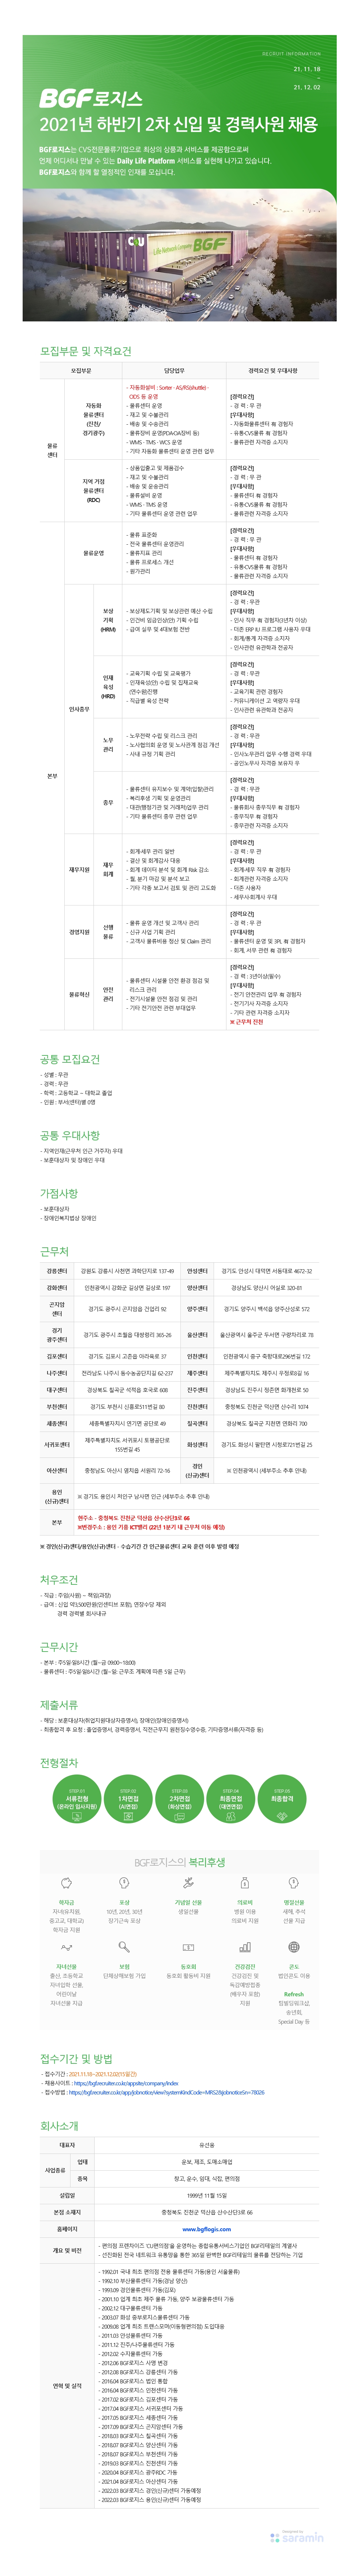 RECRUIT INFORMATION
21. 11. 18
~
21. 12. 02
BGF로지스
2021년 하반기 2차 신입 및 경력사원 채용
BGF로지스는 CVS전문물류기업으로 최상의 상품과 서비스를 제공함으로써
언제 어디서나 만날 수 있는 Daily Life Platform 서비스를 실현해 나가고 있습니다.
BGF로지스와 함께 할 열정적인 인재를 모십니다.
CU
Life Network Company BGF
모집부문 및 자격요건
모집부문 담당업무 경력요건 및 우대사항
물류
센터
자동화
물류센터
(진천/
경기광주)
- 자동화설비 : Sorter · AS/RS(shuttle) ·
ODS 등 운영
- 물류센터 운영
- 재고 및 수불관리
- 배송 및 수송관리
- 물류장비 운영(PDA·OA장비 등)
- WMS · TMS · WCS 운영
- 기타 자동화 물류센터 운영 관련 업무
[경력요건]
- 경 력 : 무 관
[우대사항]
- 자동화물류센터 有 경험자
- 유통·CVS물류 有 경험자
- 물류관련 자격증 소지자
지역 거점
물류센터
(RDC)
- 상품입출고 및 제품검수
- 재고 및 수불관리
- 배송 및 운송관리
- 물류설비 운영
- WMS · TMS 운영
- 기타 물류센터 운영 관련 업무
[경력요건]
- 경 력 : 무 관
[우대사항]
- 물류센터 有 경험자
- 유통·CVS물류 有 경험자
- 물류관련 자격증 소지자
본부
물류운영
- 물류 표준화
- 전국 물류센터 운영관리
- 물류지표 관리
- 물류 프로세스 개선
- 원가관리
[경력요건]
- 경 력 : 무 관
[우대사항]
- 물류센터 有 경험자
- 유통·CVS물류 有 경험자
- 물류관련 자격증 소지자
인사총무
보상
기획
(HRM)
- 보상제도기획 및 보상관련 예산 수립
- 인건비 임금인상(안) 기획 수립
- 급여 실무 및 4대보험 전반
[경력요건]
- 경 력 : 무관
[우대사항]
- 인사 직무 有 경험자(3년차 이상)
- 더존 ERP IU 프로그램 사용자 우대
- 회계/통계 자격증 소지자
- 인사관련 유관학과 전공자
인재
육성
(HRD)
- 교육기획 수립 및 교육평가
- 인재육성(안) 수립 및 집체교육
(연수원)진행
- 직급별 육성 전략
[경력요건]
- 경 력 : 무관
[우대사항]
- 교육기획 관련 경험자
- 커뮤니케이션 고 역량자 우대
- 인사관련 유관학과 전공자
노무
관리
- 노무전략 수립 및 리스크 관리
- 노사협의회 운영 및 노사관계 점검 개선
- 사내 규정 기획 관리
[경력요건]
- 경 력 : 무관
[우대사항]
- 인사노무관리 업무 수행 경력 우대
- 공인노무사 자격증 보유자 우
총무
- 물류센터 유지보수 및 계약(입찰)관리
- 복리후생 기획 및 운영관리
- 대관(행정기관 및 거래처)업무 관리
- 기타 물류센터 총무 관련 업무
[경력요건]
- 경 력 : 무관
[우대사항]
- 물류회사 총무직무 有 경험자
- 총무직무 有 경험자
- 총무관련 자격증 소지자
재무지원
재무
회계
- 회계·세무 관리 일반
- 결산 및 회계감사 대응
- 회계 데이터 분석 및 회계 Risk 감소
- 월, 분기 마감 및 분석 보고
- 기타 각종 보고서 검토 및 관리 고도화
[경력요건]
- 경 력 : 무 관
[우대사항]
- 회계·세무 직무 有 경험자
- 회계관련 자격증 소지자
- 더존 사용자
- 세무사·회계사 우대
경영지원
신행
물류
- 물류 운영 개선 및 고객사 관리
- 신규 사업 기획 관리
- 고객사 물류비용 정산 및 Claim 관리
[경력요건]
- 경 력 : 무 관
[우대사항]
- 물류센터 운영 및 3PL 有 경험자
- 회계, 서무 관련 有 경험자
물류혁신
안전
관리
- 물류센터 시설물 안전 환경 점검 및
리스크 관리
- 전기시설물 안전 점검 및 관리
- 기타 전기안전 관련 부대업무
[경력요건]
- 경 력 : 3년이상(필수)
[우대사항]
- 전기 안전관리 업무 有 경험자
- 전기기사 자격증 소지자
- 기타 관련 자격증 소지자
※ 근무처 진천
공통 모집요건
- 성별 : 무관
- 경력 : 무관
- 학력 : 고등학교 ~ 대학교 졸업
- 인원 : 부서(센터)별 0명
공통 우대사항
- 지역인재(근무처 인근 거주자) 우대
- 보훈대상자 및 장애인 우대
가점사항
- 보훈대상자
- 장애인복지법상 장애인
근무처
강릉센터 강원도 강릉시 사천면 과학단지로 137-49 안성센터 경기도 안성시 대덕면 서동대로 4672-32
강화센터 인천광역시 강화군 길상면 길상로 197 양산센터 경상남도 양산시 어실로 320-81
곤지암
센터
경기도 광주시 곤지암읍 건업리 92 양주센터 경기도 양주시 백석읍 양주산성로 572
경기
광주센터
경기도 광주시 초월읍 대쌍령리 365-26 울산센터 울산광역시 울주군 두서면 구량차리로 78
김포센터 경기도 김포시 고촌읍 아라육로 37 인천센터 인천광역시 중구 축항대로296번길 172
나주센터 전라남도 나주시 동수농공단지길 62-237 제주센터 제주특별자치도 제주시 우정로8길 16
대구센터 경상북도 칠곡군 석적읍 호국로 608 진주센터 경상남도 진주시 정촌면 화개천로 50
부천센터 경기도 부천시 신흥로511번길 80 진천센터 충청북도 진천군 덕산면 산수리 1074
세종센터 세종특별자치시 연기면 공단로 49 칠곡센터 경상북도 칠곡군 지천면 연화리 700
서귀포센터
제주특별자치도 서귀포시 토평공단로
155번길 45
화성센터 경기도 화성시 팔탄면 시청로721번길 25
아산센터 충청남도 아산시 염치읍 서원리 72-16
경인
(신규)센터
※ 인천광역시 (세부주소 추후 안내)
용인
(신규)센터
※ 경기도 용인시 처인구 남사면 인근 (세부주소 추후 안내)
본부
현주소 - 충청북도 진천군 덕산읍 산수산단3로 66
※변경주소 : 용인 기흥 ICT밸리 (22년 1분기 내 근무처 이동 예정)
※ 경인(신규)센터/용인(신규)센터 - 수습기간 간 인근물류센터 교육 훈련 이후 발령 예정
처우조건
- 직급 : 주임(사원) ~ 책임(과장)
- 급여 : 신입 약3,500만원(인센티브 포함), 연장수당 제외
경력 경력별 회사내규
근무시간
- 본부 : 주5일·일8시간 (월~금 09:00~18:00)
- 물류센터 : 주5일·일8시간 (월~일: 근무조 계획에 따른 5일 근무)
제출서류
- 해당 : 보훈대상자(취업지원대상자증명서), 장애인(장애인증명서)
- 최종합격 후 요청 : 졸업증명서, 경력증명서, 직전근무지 원천징수영수증, 기타증명서류(자격증 등)
전형절차
STEP.01
서류전형
(온라인 입사지원)
STEP.02
1차면접
(AI면접)
STEP.03
2차면접
(화상면접)
STEP.04
최종면접
(대면면접)
STEP.05
최종합격
BGF로지스의 복리후생
학자금
자녀(유치원,
중고교, 대학교)
학자금 지원
포상
10년, 20년, 30년
장기근속 포상
기념일 선물
생일선물
의료비
병원 이용
의료비 지원
명절선물
새해, 추석
선물 지급
자녀선물
출산, 초등학교
자녀입학 선물,
어린이날
자녀선물 지급
보험
단체상해보험 가입
동호회
동호회 활동비 지원
건강검진
건강검진 및
독감예방접종
(배우자 포함)
지원
콘도
법인콘도 이용
Refresh
팀빌딩워크샵,
송년회,
Special Day 등
접수기간 및 방법
- 접수기간 : 2021.11.18~2021.12.02(15일간)
- 채용사이트 : https://bgf.recruiter.co.kr/appsite/company/index
- 접수방법 : https://bgf.recruiter.co.kr/app/jobnotice/view?systemKindCode=MRS2&jobnoticeSn=78026
회사소개
대표자 유선웅
사업종류
업태 운보, 제조, 도매소매업
종목 창고, 운수, 임대, 식잡, 편의점
설립일 1999년 11월 15일
본점 소재지 충청북도 진천군 덕산읍 산수산단3로 66
홈페이지 www.bgflogis.com
개요 및 비전
- 편의점 프랜차이즈 'CU편의점'을 운영하는 종합유통서비스기업인 BGF리테일의 계열사
- 선진화된 전국 네트워크 유통망을 통한 365일 완벽한 BGF리테일의 물류를 전담하는 기업
연혁 및 실적
- 1992.01 국내 최초 편의점 전용 물류센터 가동(용인 서울물류)
- 1992.10 부산물류센터 가동(경남 양산)
- 1993.09 경인물류센터 가동(김포)
- 2001.10 업계 최초 제주 물류 가동, 양주 보광물류센터 가동
- 2002.12 대구물류센터 가동
- 2003.07 화성 중부로지스물류센터 가동
- 2009.08 업계 최초 트랜스모바(이동형편의점) 도입대응
- 2011.03 안성물류센터 가동
- 2011.12 진주/나주물류센터 가동
- 2012.02 수지물류센터 가동
- 2012.06 BGF로지스 사명 변경
- 2012.08 BGF로지스 강릉센터 가동
- 2016.04 BGF로지스 법인 통합
- 2016.04 BGF로지스 인천센터 가동
- 2017.02 BGF로지스 김포센터 가동
- 2017.04 BGF로지스 서귀포센터 가동
- 2017.05 BGF로지스 세종센터 가동
- 2017.09 BGF로지스 곤지암센터 가동
- 2018.03 BGF로지스 칠곡센터 가동
- 2018.07 BGF로지스 양산센터 가동
- 2018.07 BGF로지스 부천센터 가동
- 2019.03 BGF로지스 진천센터 가동
- 2020.04 BGF로지스 광주RDC 가동
- 2021.04 BGF로지스 아산센터 가동
- 2022.03 BGF로지스 경인(신규)센터 가동예정
- 2022.03 BGF로지스 용인(신규)센터 가동예정
Designed by
saramin